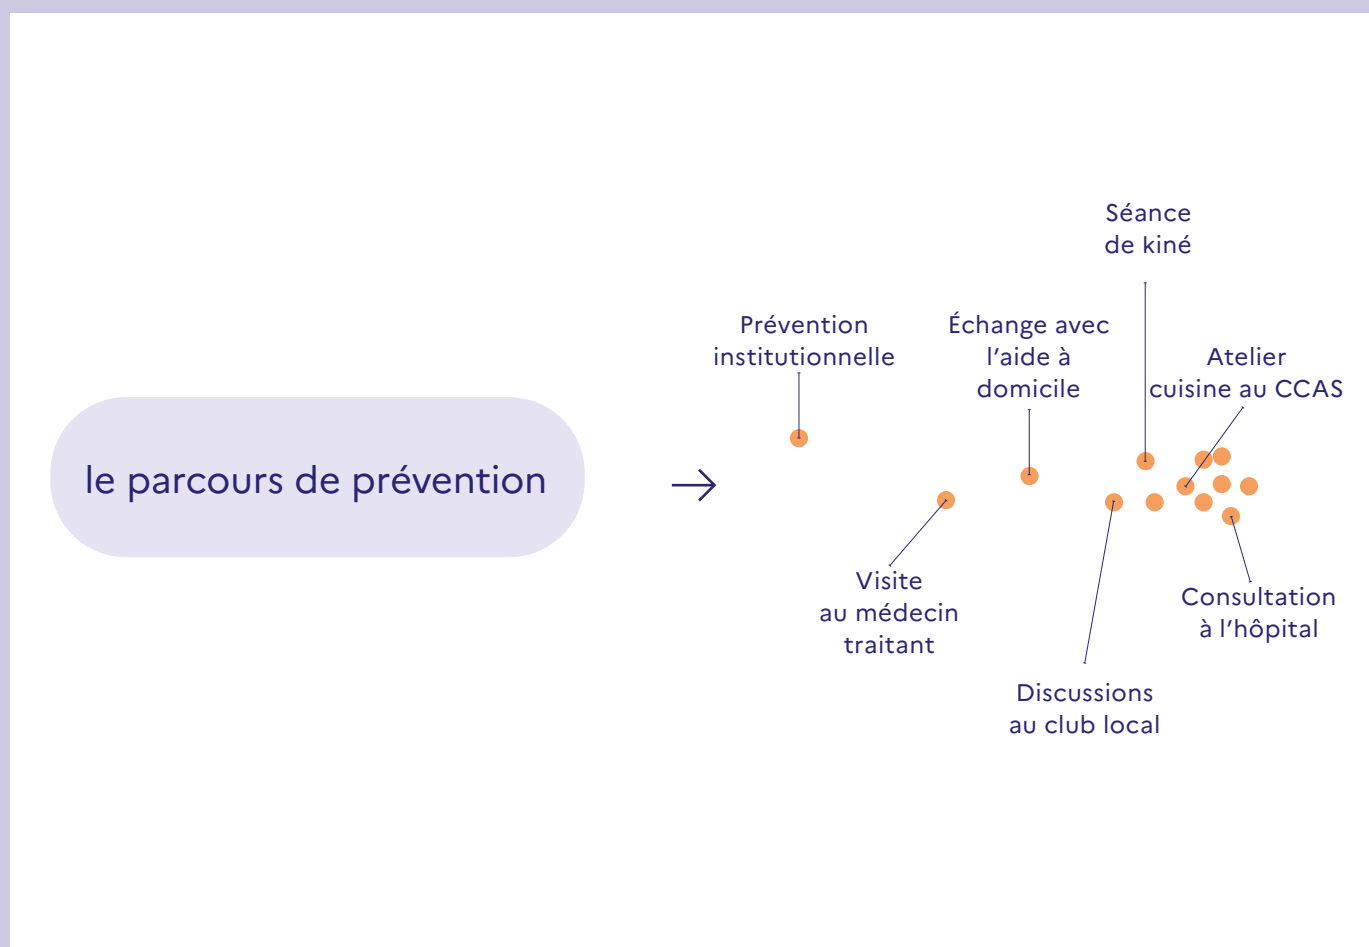 le parcours de prévention
Prévention
institutionnelle
Visite
au médecin
traitant
Échange avec
l'aide à
domicile
Discussions
au club local
Séance
de kiné
Atelier
cuisine au CCAS
Consultation
à l'hôpital